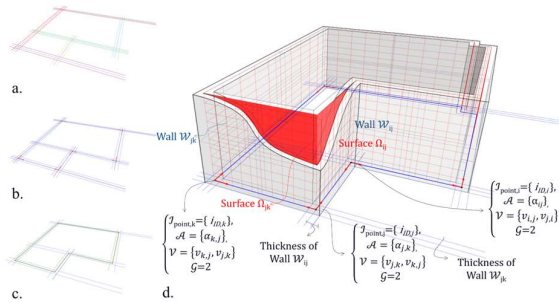 a.
b.
c.
d.
Wall 𝒲jk
Wall 𝒲ij
Surface Ωij
Surface Ωjk
Thickness of
Wall 𝒲ij
Thickness of
Wall 𝒲jk
ℐpoint,k={ iID,k},
𝒜 = {αk,j},
𝒱 = {vk,j, vj,k}
𝒢=2
ℐpoint,j={ iID,j},
𝒜 = {αj,k},
𝒱 = {vj,k, vk,j}
𝒢=2
ℐpoint,i={ iID,i},
𝒜 = {αij},
𝒱 = {vi,j, vj,i}
𝒢=2